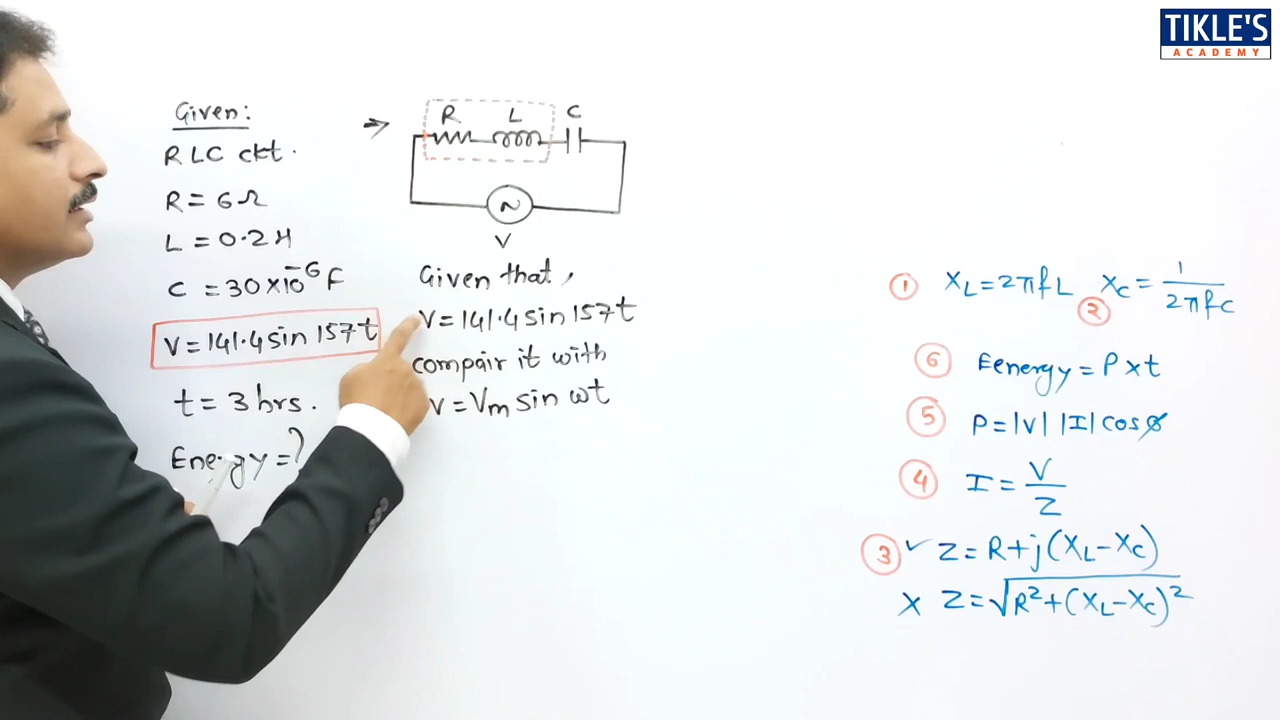 TIKLE'S
ACADEMY
Given:
RLC ckt.
R = 6Ω
L = 0.2H
C = 30×10⁻⁶ F
V = 141.4 sin 157t
t = 3 hrs.
Energy = ?
R L C
~
V
Given that,
V = 141.4 sin 157t
compair it with
v = Vm sin ωt
① XL = 2πfL ② XC = 1/2πfC
⑥ Eenergy = P×t
⑤ P = |V| |I| cosø
④ I = V/Z
③ ✓ Z = R+j(XL-XC)
× Z = √R²+(XL-XC)²